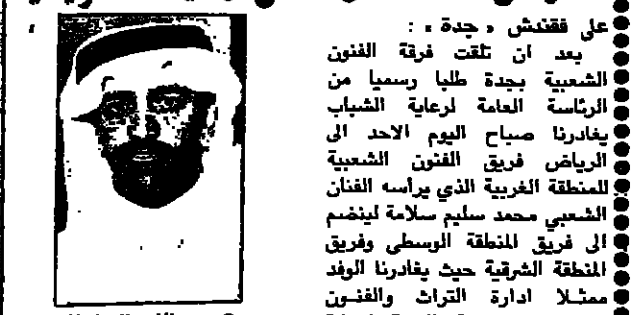 علي فقندش « جدة » :
بعد ان تلقت فرقة الفنون
الشعبية بجدة طلبا رسميا من
الرئاسة العامة لرعاية الشباب
يغادرنا صباح اليوم الاحد الى
الرياض فريق الفنون الشعبية
للمنطقة الغربية الذي يرأسه الفنان
الشعبي محمد سليم سلامة لينضم
الى فريق المنطقة الوسطى وفريق
المنطقة الشرقية حيث يغادرنا الوفد
ممثلا ادارة التراث والفنون